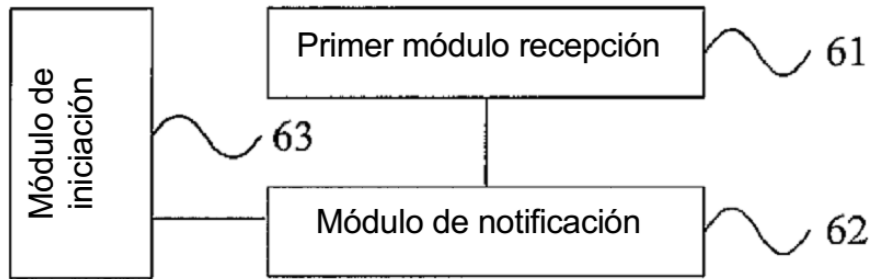 Primer módulo recepción
61
Módulo de
iniciación
63
Módulo de notificación
62